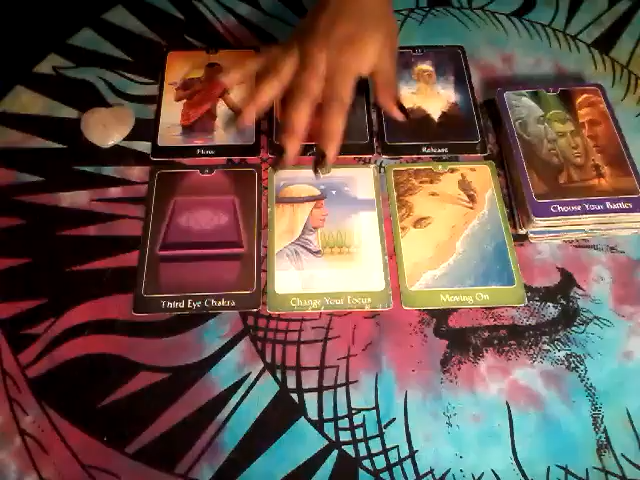 Release
Choose Your Battles
Third Eye Chakra
Change Your Focus
Moving On